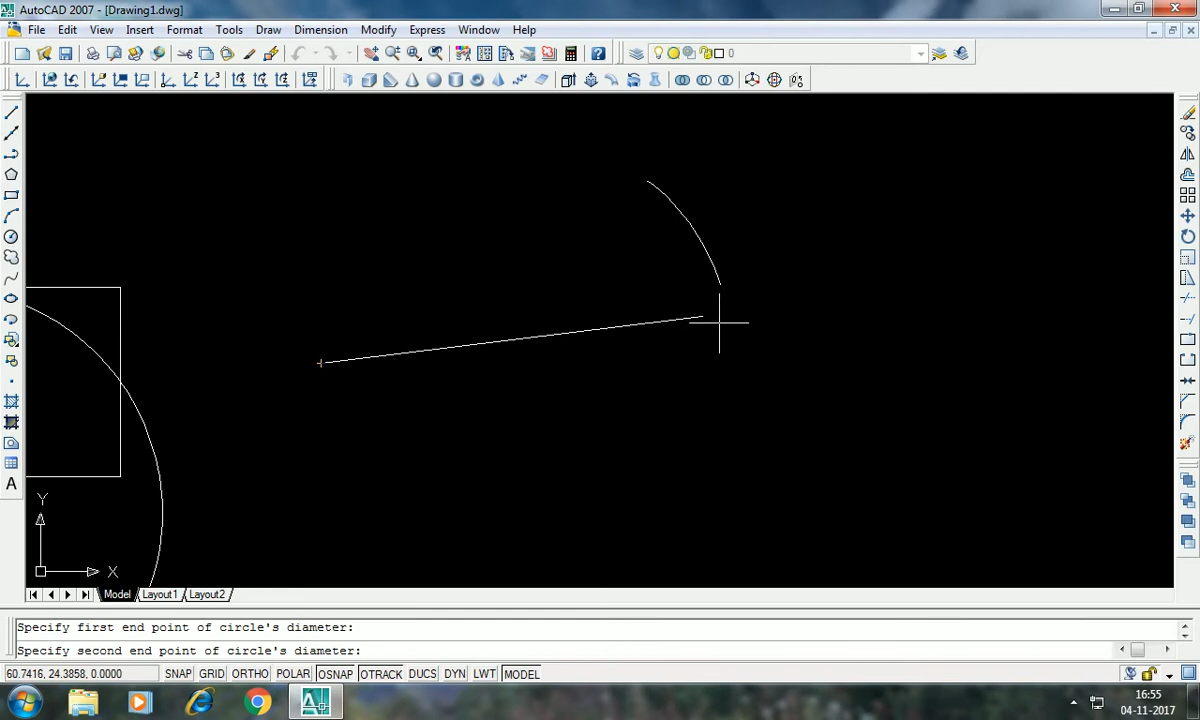 AutoCAD 2007 - [Drawing1.dwg]
File Edit View Insert Format Tools Draw Dimension Modify Express Window Help
0
Y
X
Model Layout1 Layout2
Specify first end point of circle's diameter:
Specify second end point of circle's diameter:
60.7416, 24.3858, 0.0000 SNAP GRID ORTHO POLAR OSNAP OTRACK DUCS DYN LWT MODEL
16:55
04-11-2017